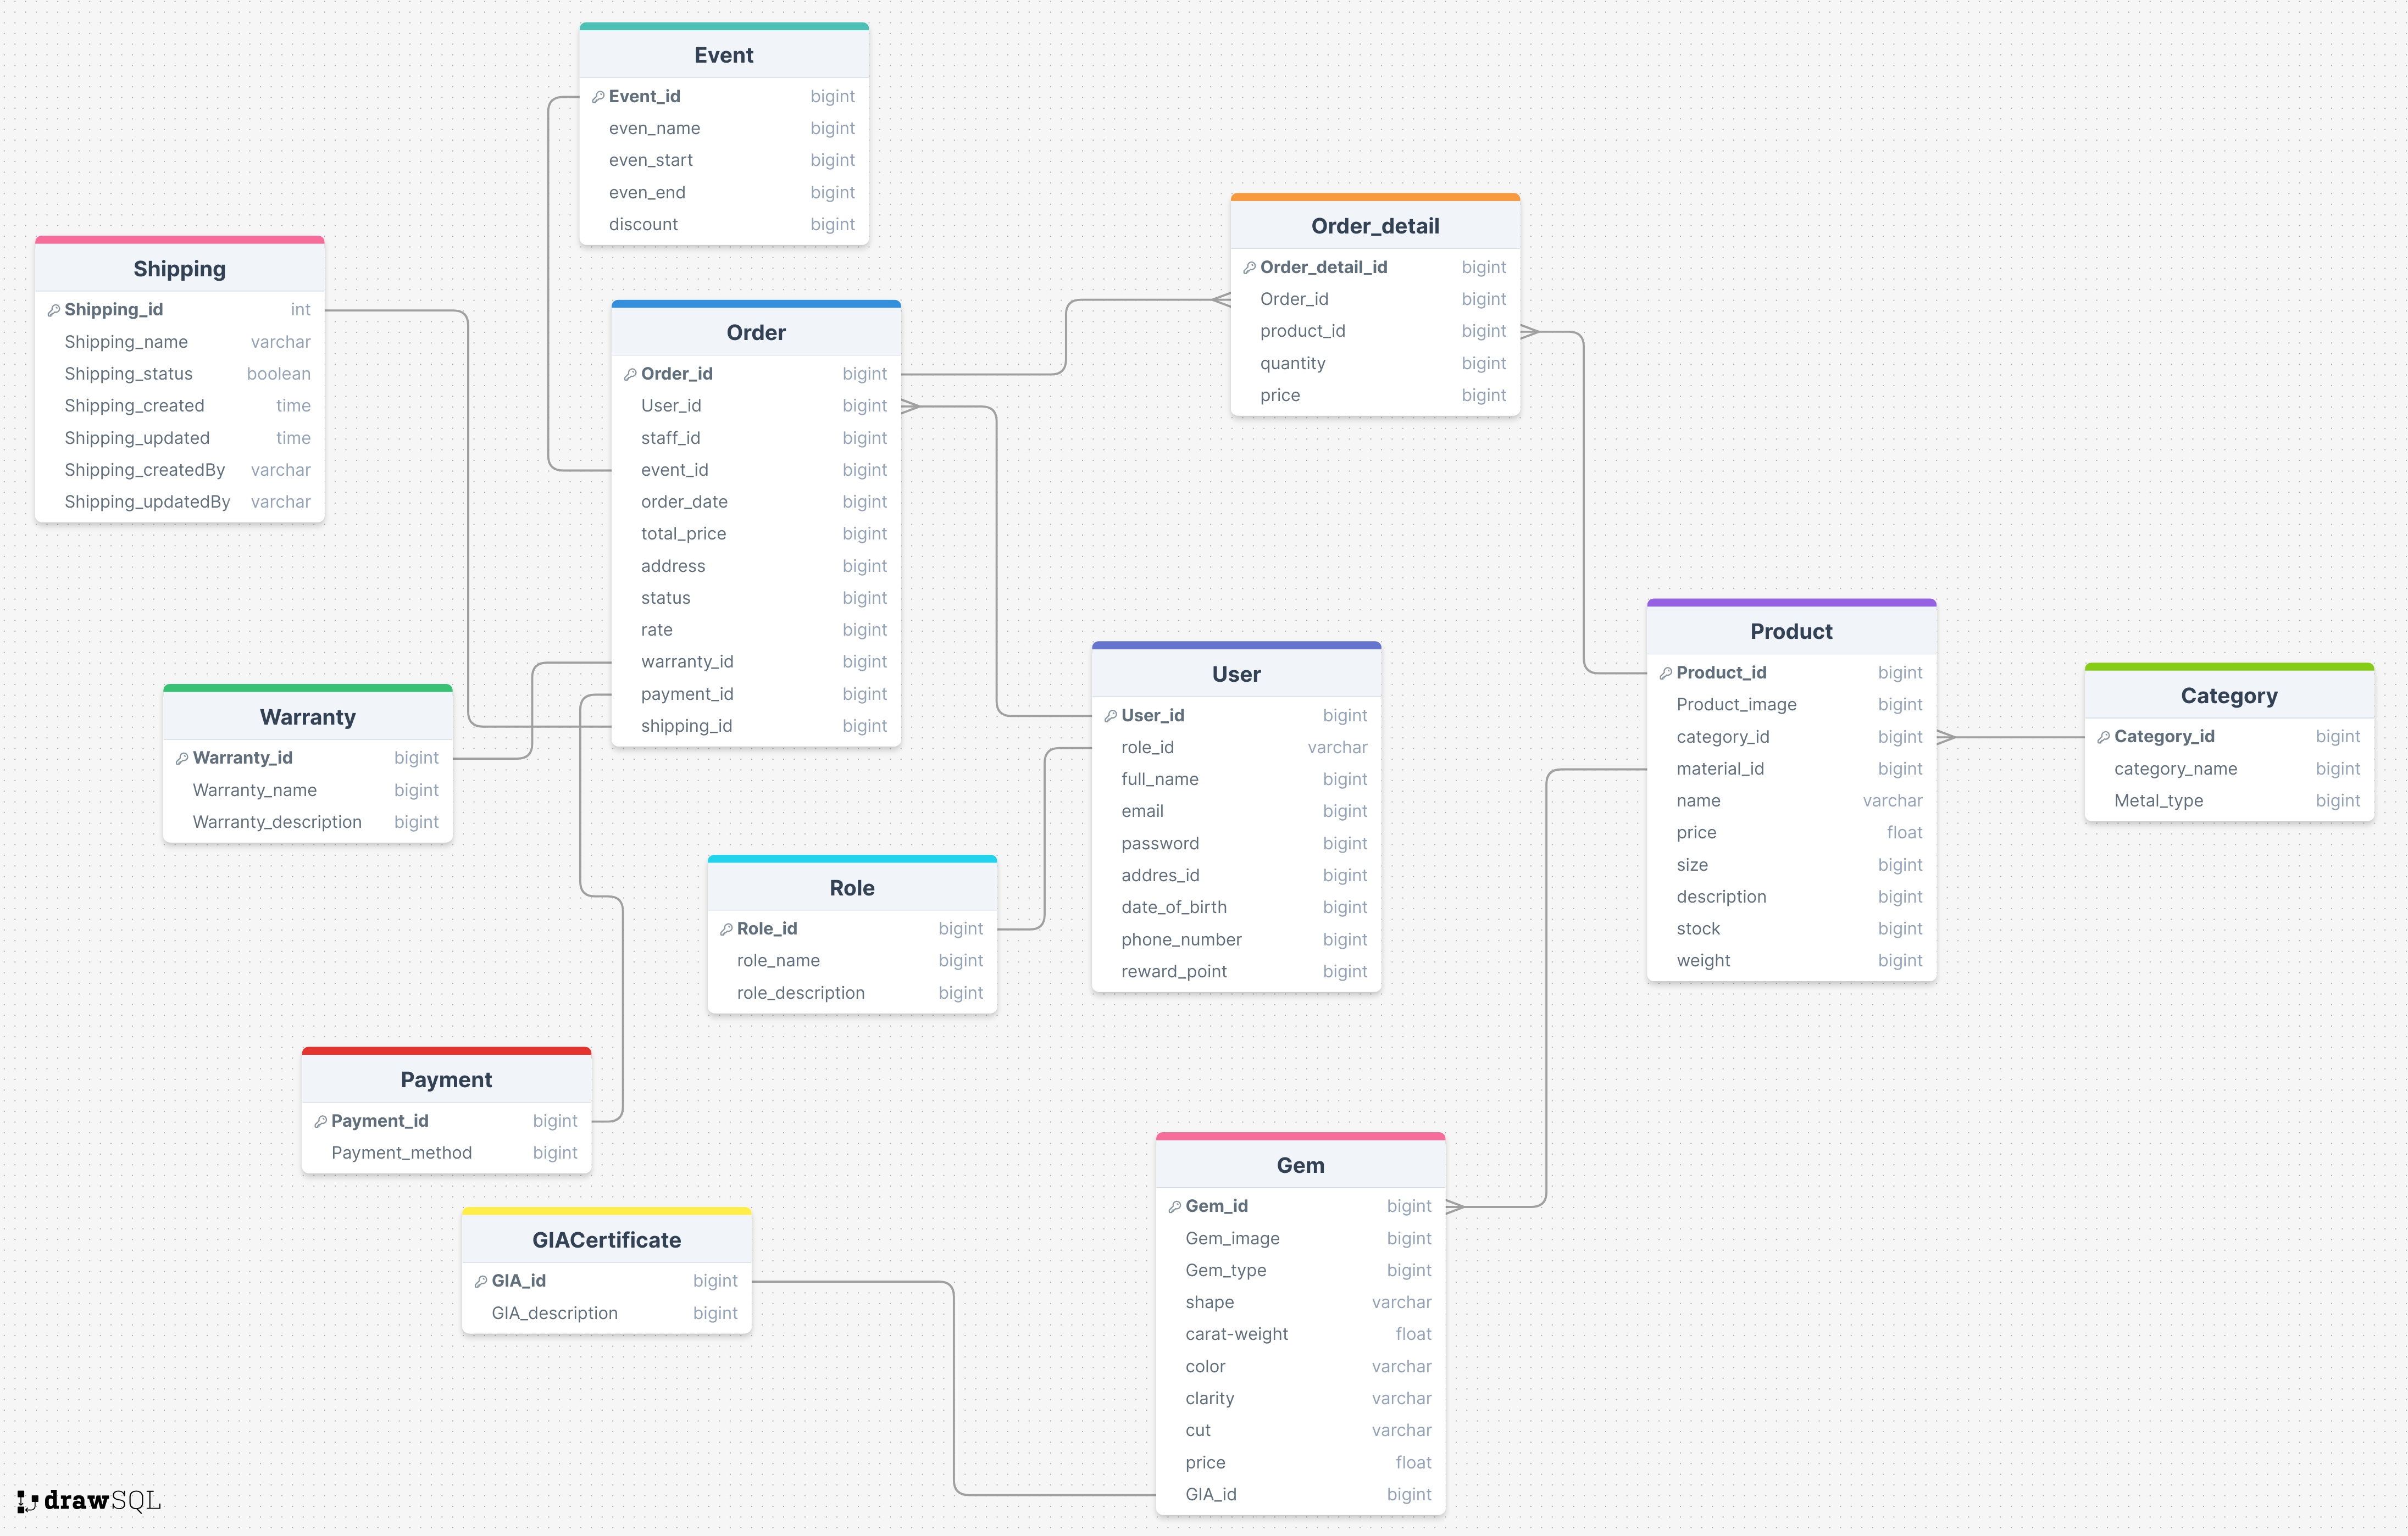 Event
Event_id bigint
even_name bigint
even_start bigint
even_end bigint
discount bigint
Order_detail
Order_detail_id bigint
Order_id bigint
product_id bigint
quantity bigint
price bigint
Shipping
Shipping_id int
Shipping_name varchar
Shipping_status boolean
Shipping_created time
Shipping_updated time
Shipping_createdBy varchar
Shipping_updatedBy varchar
Order
Order_id bigint
User_id bigint
staff_id bigint
event_id bigint
order_date bigint
total_price bigint
address bigint
status bigint
rate bigint
warranty_id bigint
payment_id bigint
shipping_id bigint
Product
Product_id bigint
Product_image bigint
category_id bigint
material_id bigint
name varchar
price float
size bigint
description bigint
stock bigint
weight bigint
User
User_id bigint
role_id varchar
full_name bigint
email bigint
password bigint
addres_id bigint
date_of_birth bigint
phone_number bigint
reward_point bigint
Category
Category_id bigint
category_name bigint
Metal_type bigint
Warranty
Warranty_id bigint
Warranty_name bigint
Warranty_description bigint
Role
Role_id bigint
role_name bigint
role_description bigint
Payment
Payment_id bigint
Payment_method bigint
Gem
Gem_id bigint
Gem_image bigint
Gem_type bigint
shape varchar
carat-weight float
color varchar
clarity varchar
cut varchar
price float
GIA_id bigint
GIACertificate
GIA_id bigint
GIA_description bigint
drawSQL